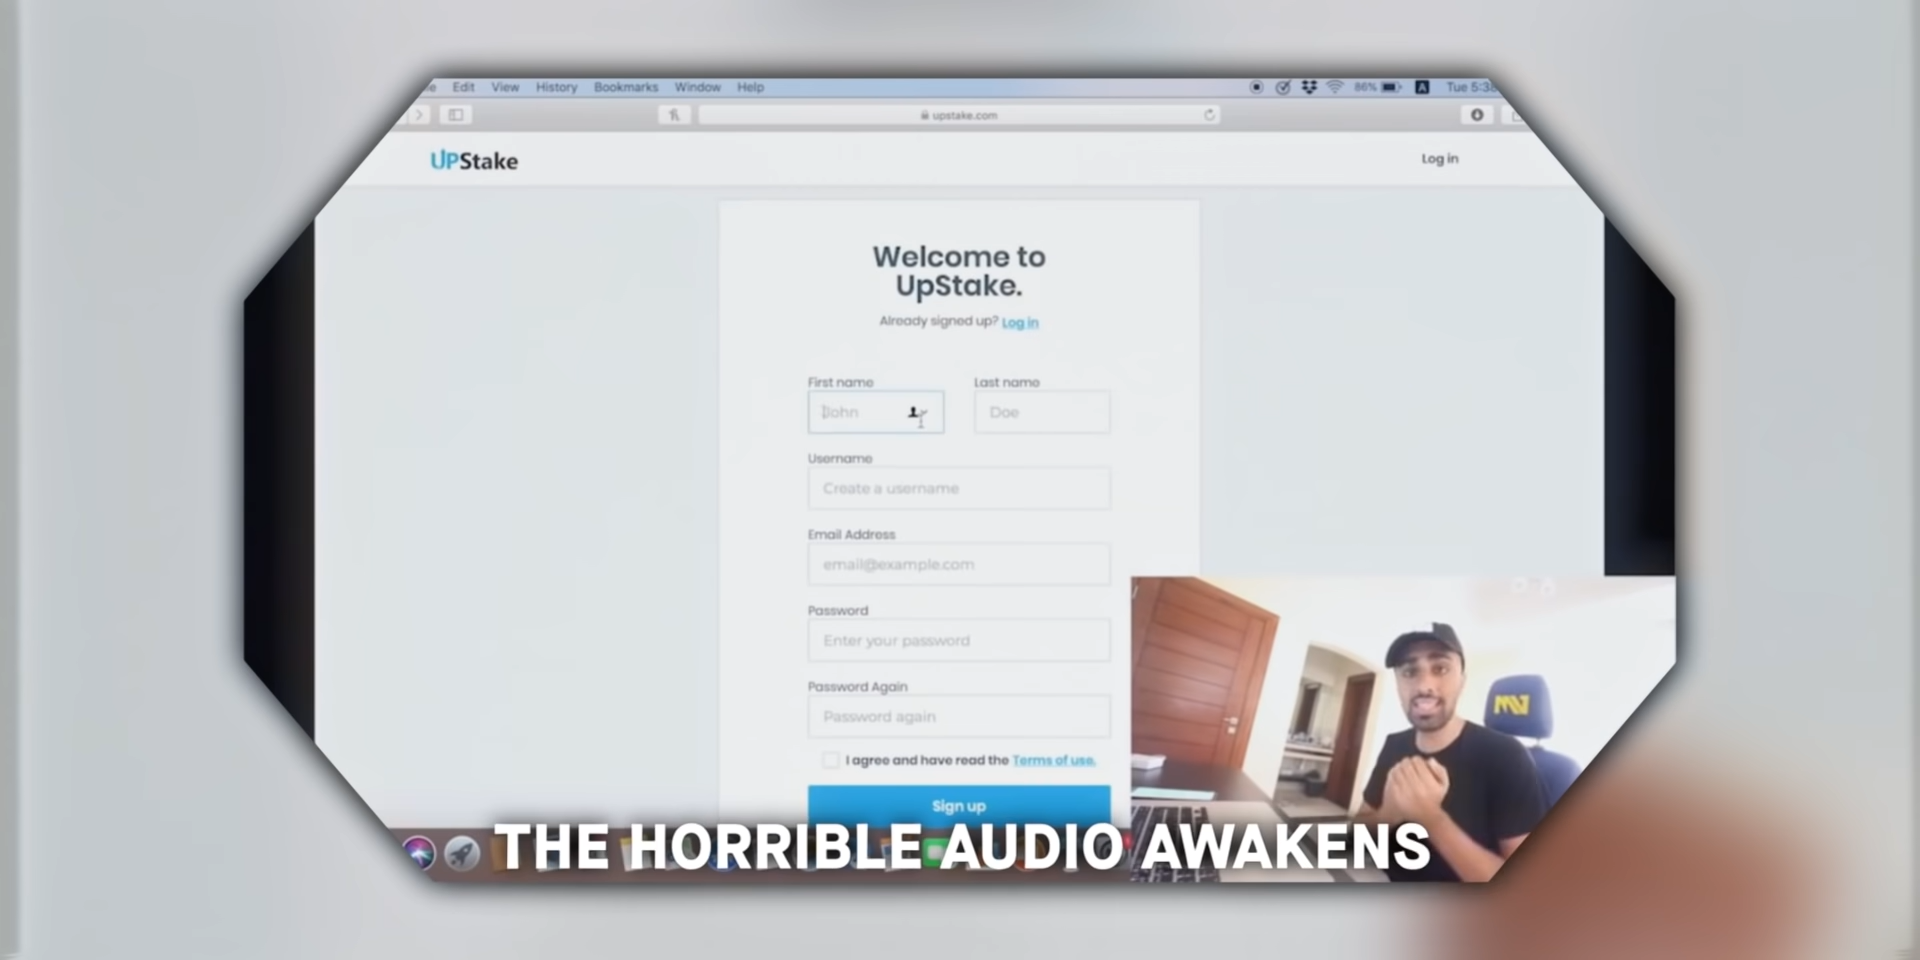 Edit View History Bookmarks Window Help 86% A
upstake.com
UPStake Log in
Welcome to
UpStake.
Already signed up? Log in
First name Last name
John Doe
Username
Create a username
Email Address
email@example.com
Password
Enter your password
Password Again
Password again
I agree and have read the Terms of use.
Sign up
THE HORRIBLE AUDIO AWAKENS